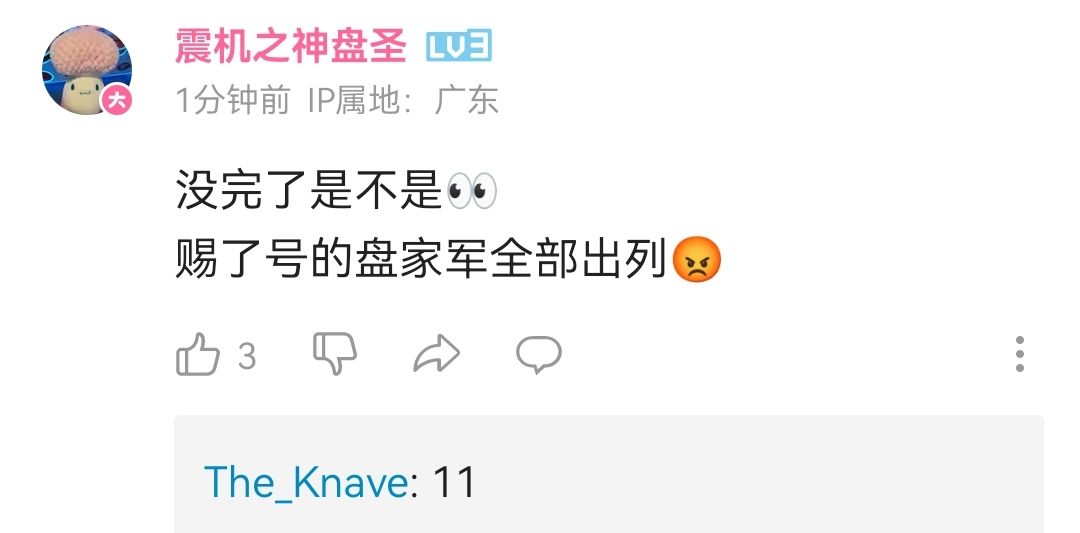 震机之神盘圣 LV3
大
1分钟前 IP属地： 广东
没完了是不是👀
赐了号的盘家军全部出列😡
3
The_Knave: 11